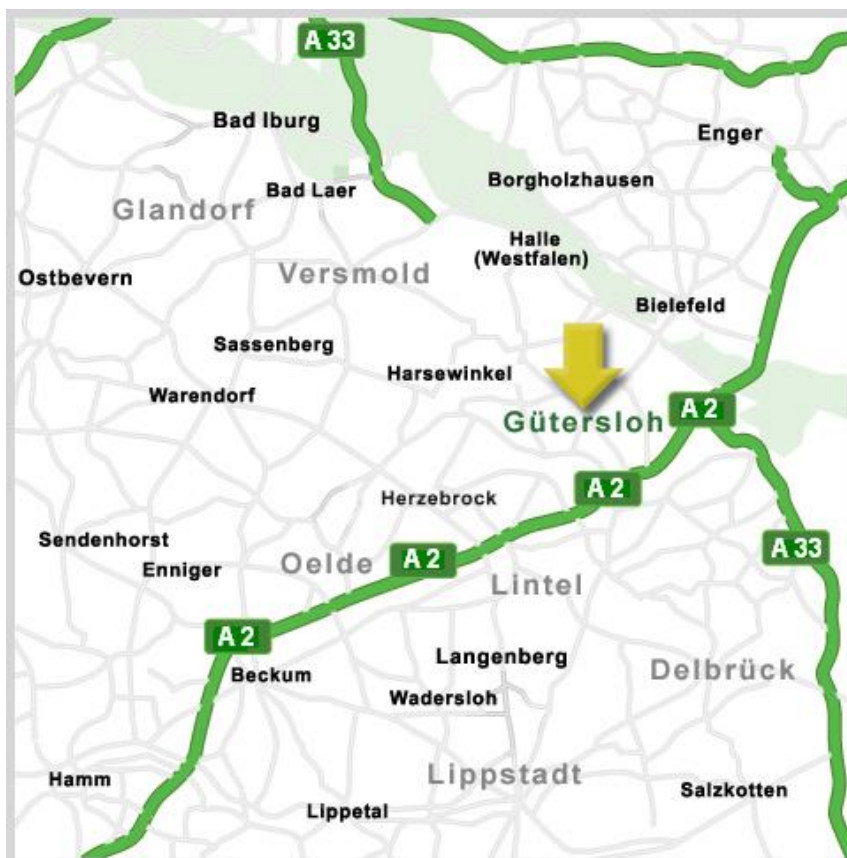 A 33
Bad Iburg
Enger
Borgholzhausen
Bad Laer
Glandorf
Halle
(Westfalen)
Versmold
Ostbevern
Bielefeld
Sassenberg
Harsewinkel
Warendorf
Gütersloh
A 2
A 2
Herzebrock
Sendenhorst
A 33
Oelde
A 2
Enniger
Lintel
A 2
Langenberg
Delbrück
Beckum
Wadersloh
Lippstadt
Hamm
Salzkotten
Lippetal